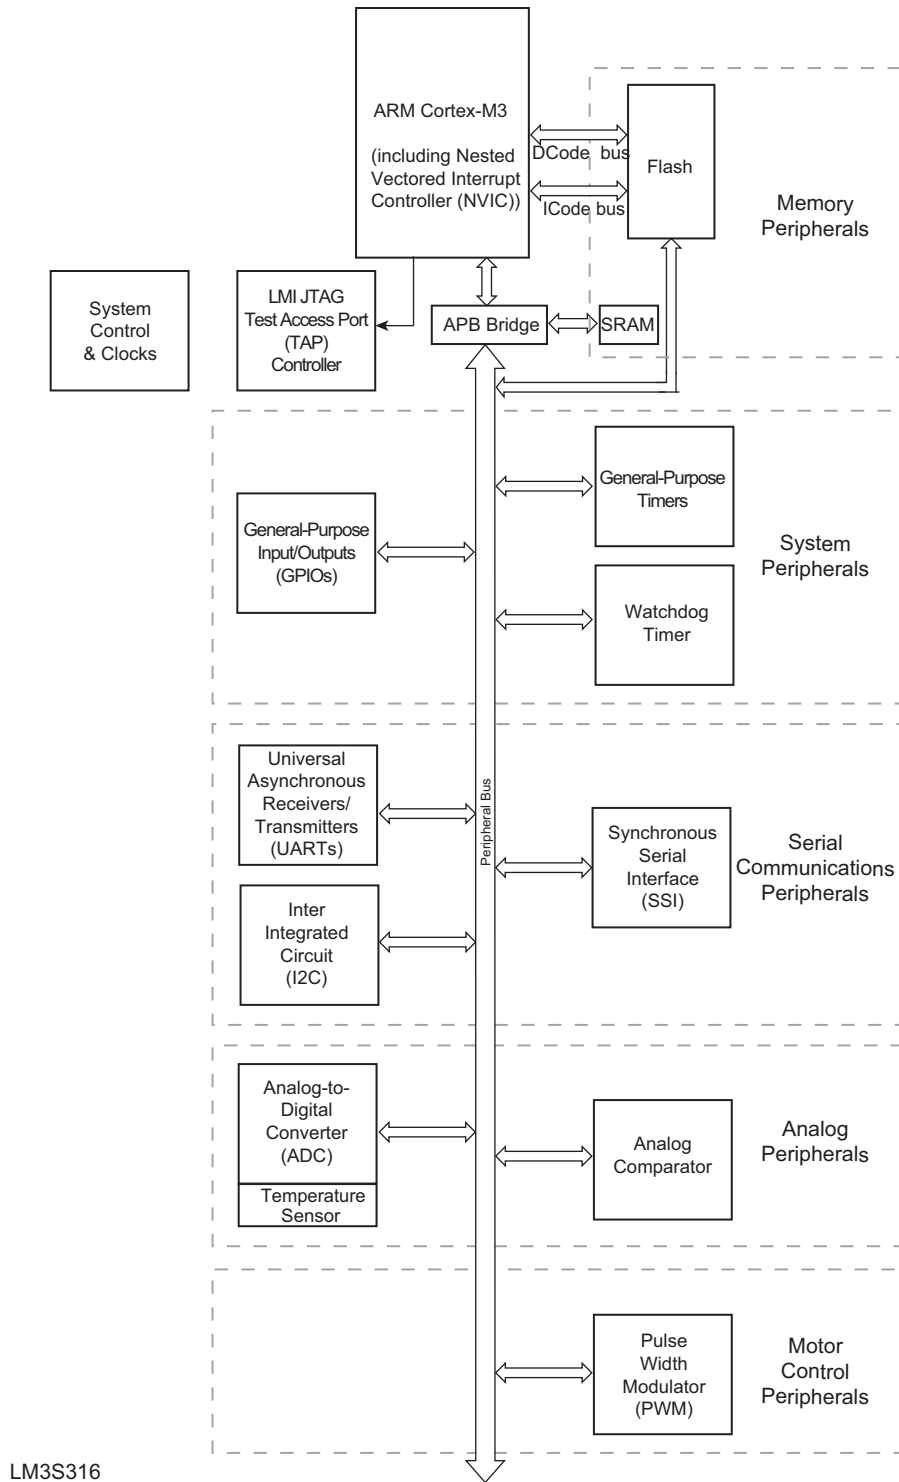 ARM Cortex-M3
(including Nested
Vectored Interrupt
Controller (NVIC))
DCode bus
ICode bus
Flash
Memory
Peripherals
System
Control
& Clocks
LMI JTAG
Test Access Port
(TAP)
Controller
APB Bridge
SRAM
General-Purpose
Input/Outputs
(GPIOs)
General-Purpose
Timers
Watchdog
Timer
System
Peripherals
Universal
Asynchronous
Receivers/
Transmitters
(UARTs)
Inter
Integrated
Circuit
(I2C)
Peripheral Bus
Synchronous
Serial
Interface
(SSI)
Serial
Communications
Peripherals
Analog-to-
Digital
Converter
(ADC)
Temperature
Sensor
Analog
Comparator
Analog
Peripherals
Pulse
Width
Modulator
(PWM)
Motor
Control
Peripherals
LM3S316